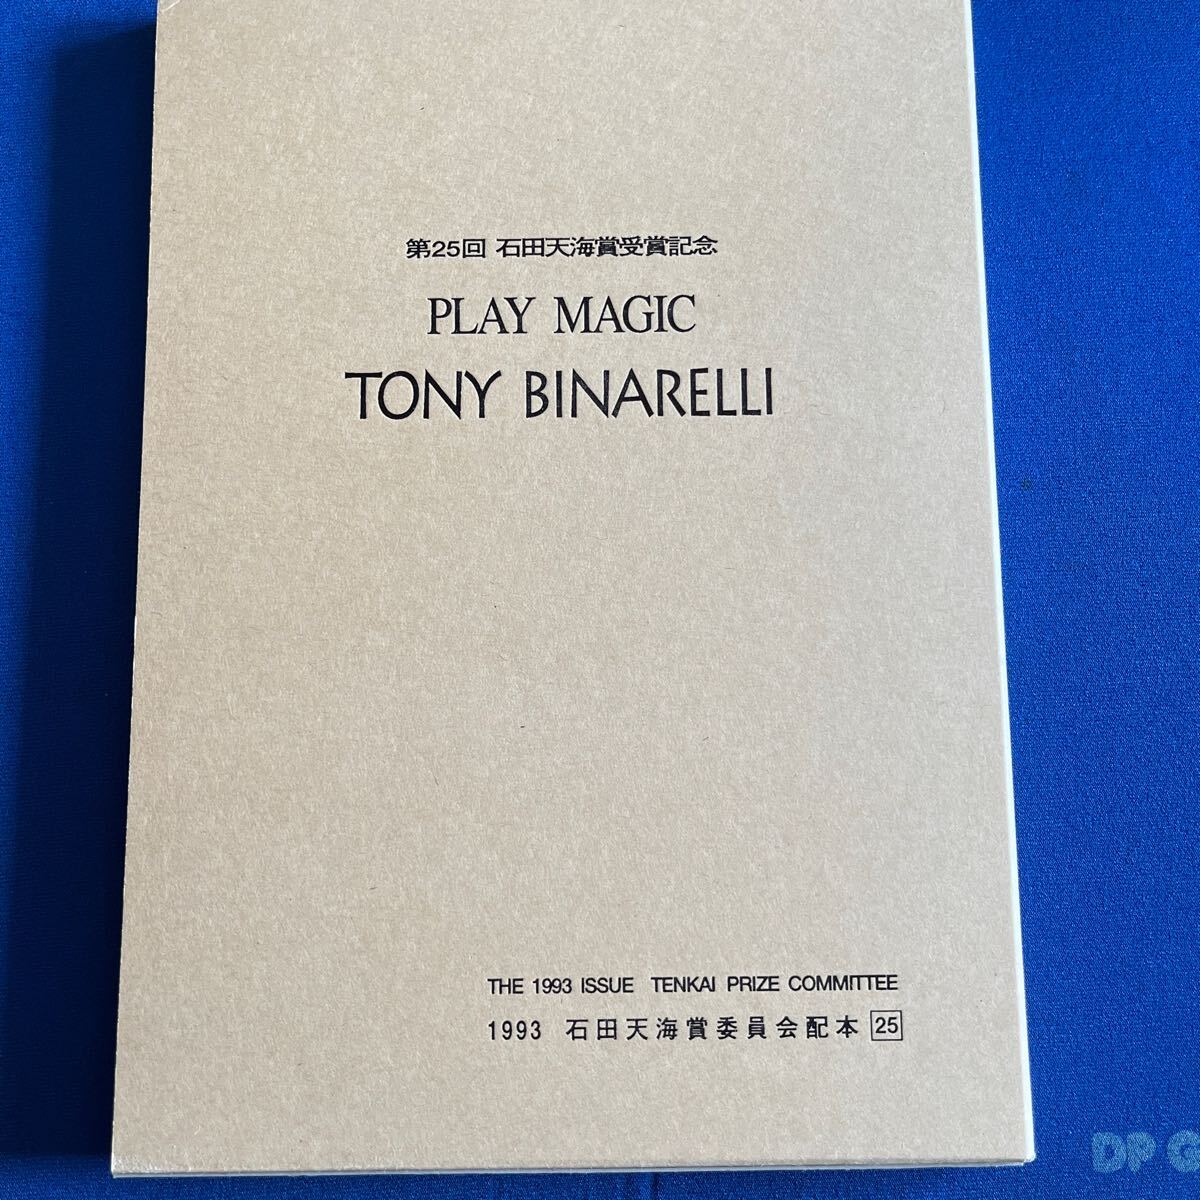 第25回 石田天海賞受賞記念
PLAY MAGIC
TONY BINARELLI
THE 1993 ISSUE TENKAI PRIZE COMMITTEE
1993 石田天海賞委員会配本 25
DP G